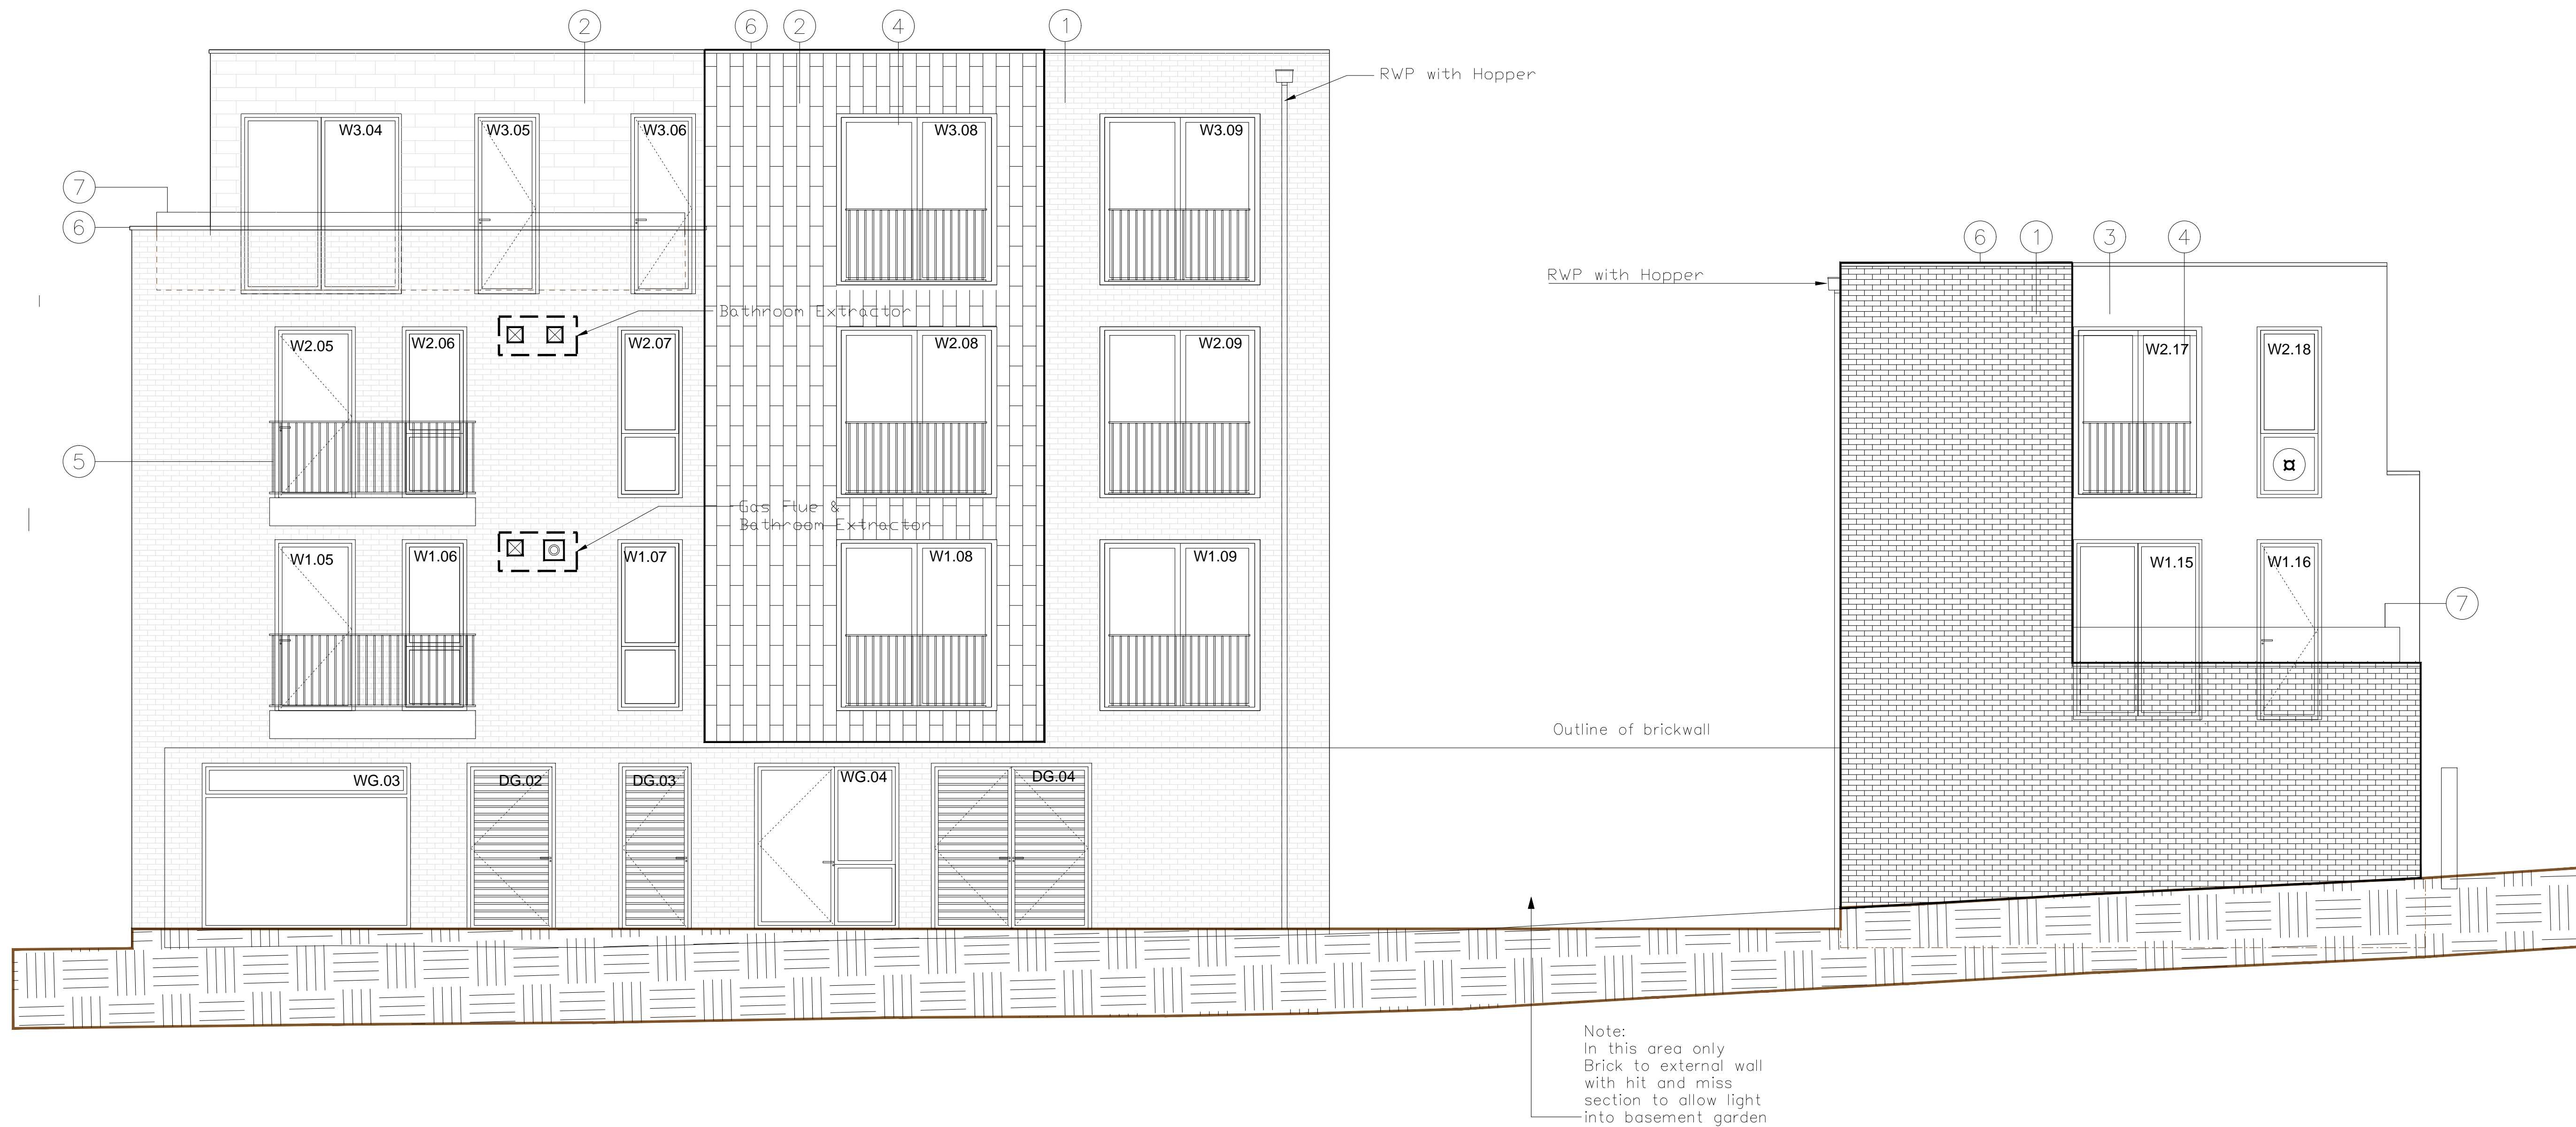 2
6
2
4
1
RWP with Hopper
W3.04
W3.05
W3.06
W3.08
W3.09
7
6
6
1
3
4
RWP with Hopper
Bathroom Extractor
W2.05
W2.06
W2.07
W2.08
W2.09
W2.17
W2.18
5
Gas Flue &
Bathroom Extractor
W1.05
W1.06
W1.07
W1.08
W1.09
W1.15
W1.16
7
Outline of brickwall
WG.03
DG.02
DG.03
WG.04
DG.04
Note:
In this area only
Brick to external wall
with hit and miss
section to allow light
into basement garden